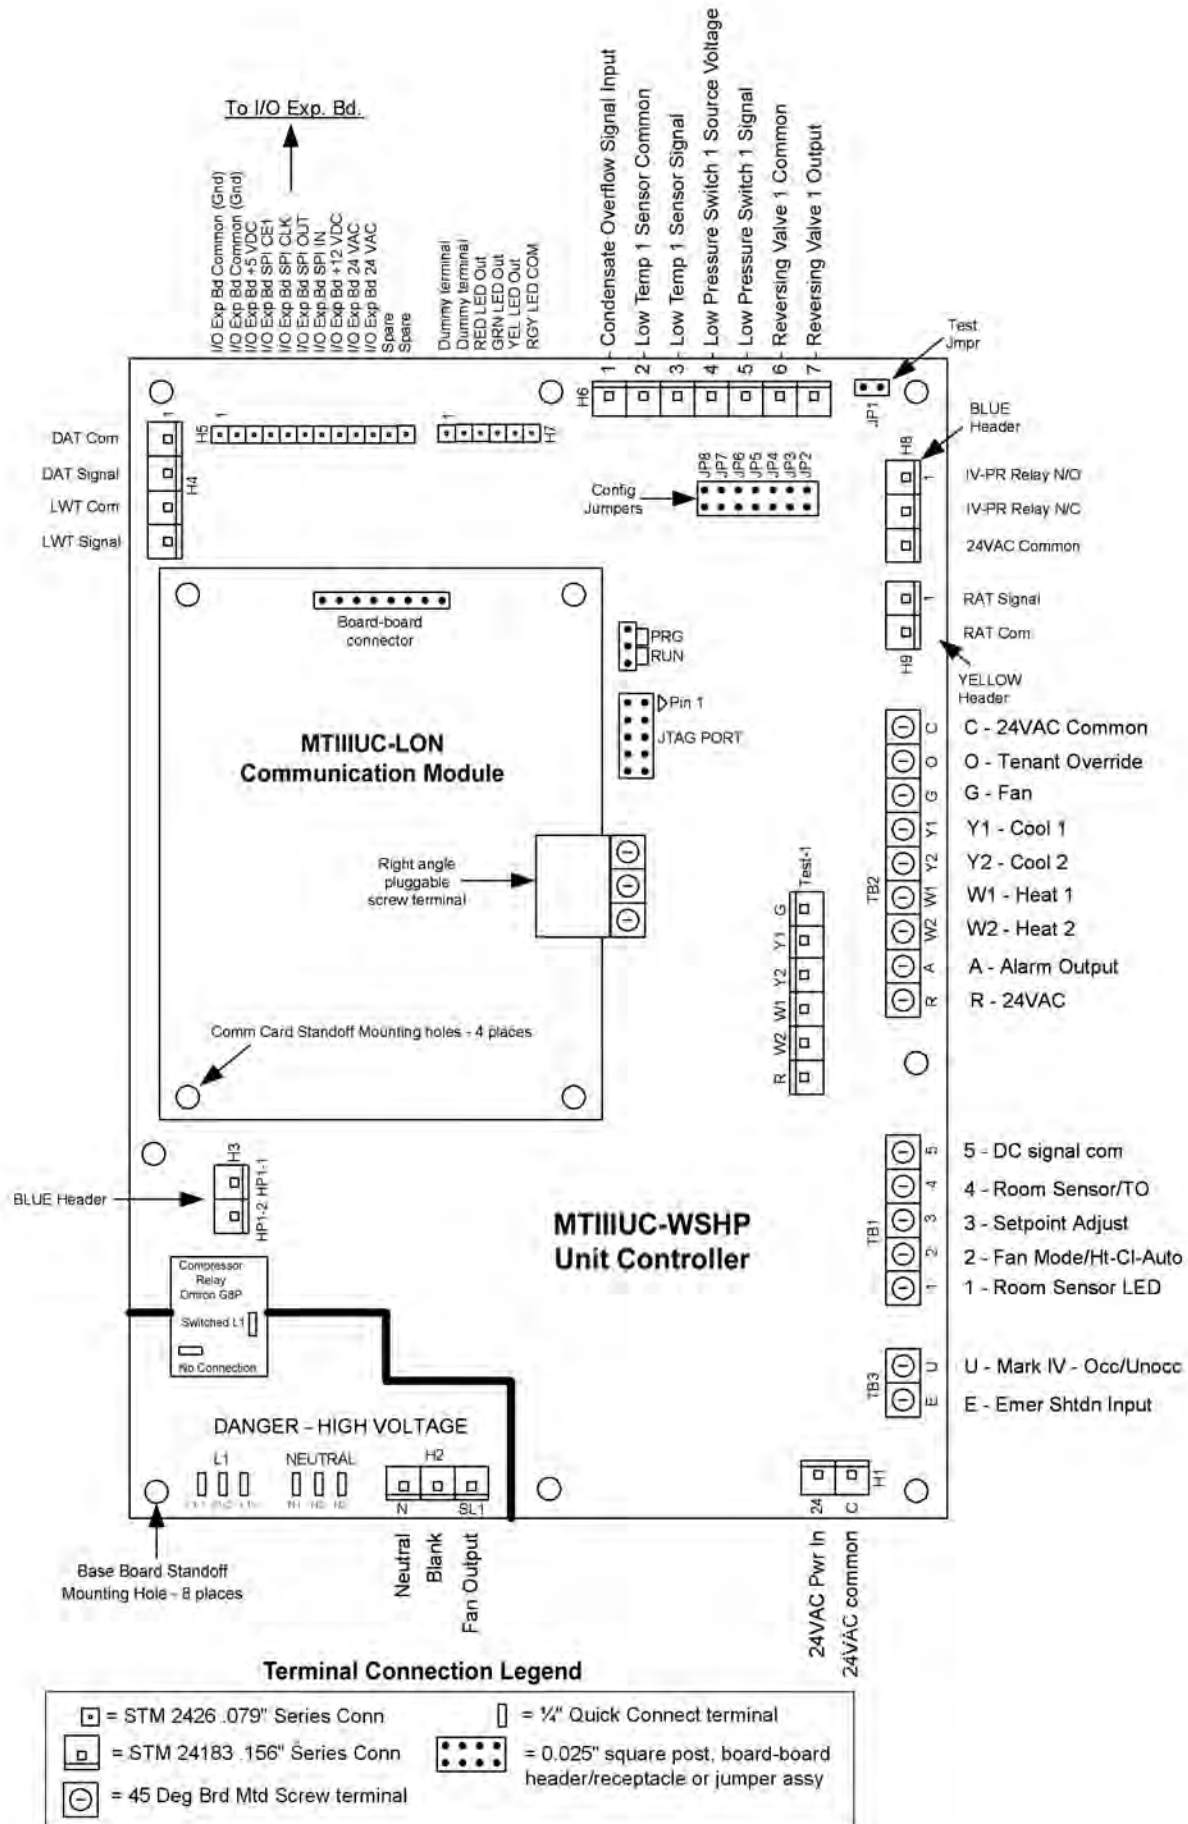 To I/O Exp. Bd.
I/O Exp Bd Common (Gnd)
I/O Exp Bd Common (Gnd)
I/O Exp Bd +5 VDC
I/O Exp Bd SPI CE1
I/O Exp Bd SPI CLK
I/O Exp Bd SPI OUT
I/O Exp Bd SPI IN
I/O Exp Bd +12 VDC
I/O Exp Bd 24 VAC
I/O Exp Bd 24 VAC
Spare
Spare
Dummy terminal
Dummy terminal
RED LED Out
GRN LED Out
YEL LED Out
RGY LED COM
1 - Condensate Overflow Signal Input
2 - Low Temp 1 Sensor Common
3 - Low Temp 1 Sensor Signal
4 - Low Pressure Switch 1 Source Voltage
5 - Low Pressure Switch 1 Signal
6 - Reversing Valve 1 Common
7 - Reversing Valve 1 Output
Test
Jmpr
JP1
H6
BLUE
Header
H8
1
IV-PR Relay N/O
IV-PR Relay N/C
24VAC Common
1
RAT Signal
RAT Com
H9
YELLOW
Header
1
DAT Com
DAT Signal
LWT Com
LWT Signal
H4
H5
1
1
H7
JP8
JP7
JP6
JP5
JP4
JP3
JP2
Config
Jumpers
Board-board
connector
PRG
RUN
Pin 1
JTAG PORT
MTIIIUC-LON
Communication Module
Right angle
pluggable
screw terminal
Comm Card Standoff Mounting holes - 4 places
Test-1
G
Y1
Y2
W1
W2
R
TB2
C
C - 24VAC Common
O
O - Tenant Override
G
G - Fan
Y1
Y1 - Cool 1
Y2
Y2 - Cool 2
W1
W1 - Heat 1
W2
W2 - Heat 2
A
A - Alarm Output
R
R - 24VAC
TB1
5
5 - DC signal com
4
4 - Room Sensor/TO
3
3 - Setpoint Adjust
2
2 - Fan Mode/Ht-Cl-Auto
1
1 - Room Sensor LED
TB3
U
U - Mark IV - Occ/Unocc
E
E - Emer Shtdn Input
H3
HP1-1
HP1-2
BLUE Header
MTIIIUC-WSHP
Unit Controller
Compressor
Relay
Omron G8P
Switched L1
No Connection
DANGER - HIGH VOLTAGE
L1
NEUTRAL
H2
N
SL1
Neutral
Blank
Fan Output
H1
24
C
24VAC Pwr In
24VAC common
Base Board Standoff
Mounting Hole - 8 places
Terminal Connection Legend
= STM 2426 .079" Series Conn
= ¼" Quick Connect terminal
= STM 24183 .156" Series Conn
= 0.025" square post, board-board
header/receptacle or jumper assy
= 45 Deg Brd Mtd Screw terminal